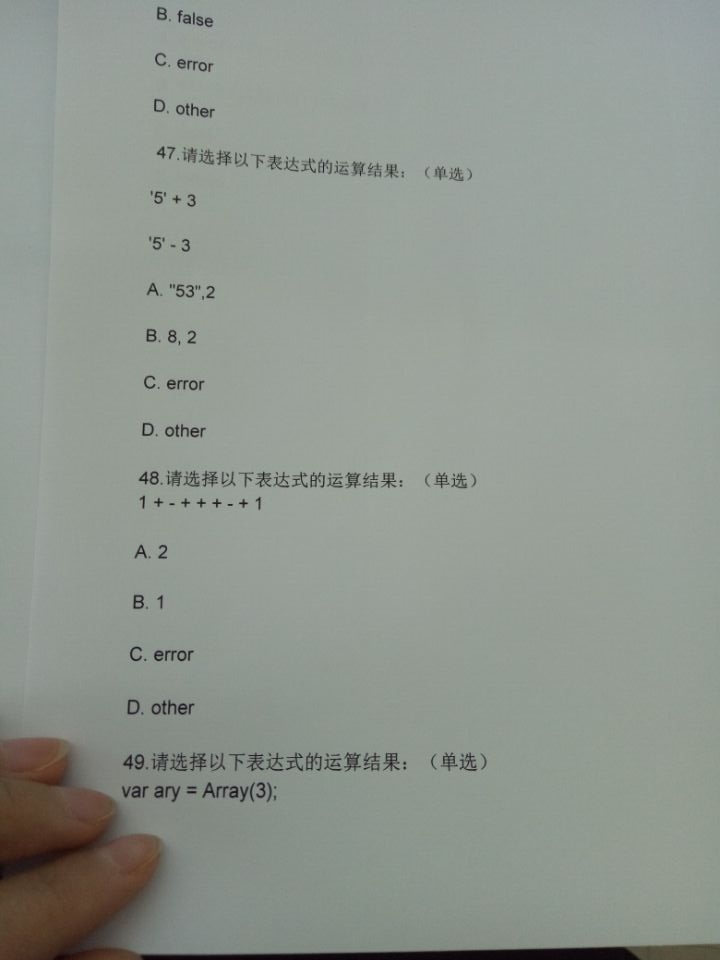 B. false
C. error
D. other
47.请选择以下表达式的运算结果：（单选）
'5' + 3
'5' - 3
A. "53",2
B. 8, 2
C. error
D. other
48.请选择以下表达式的运算结果：（单选）
1 + - + + + - + 1
A. 2
B. 1
C. error
D. other
49.请选择以下表达式的运算结果：（单选）
var ary = Array(3);